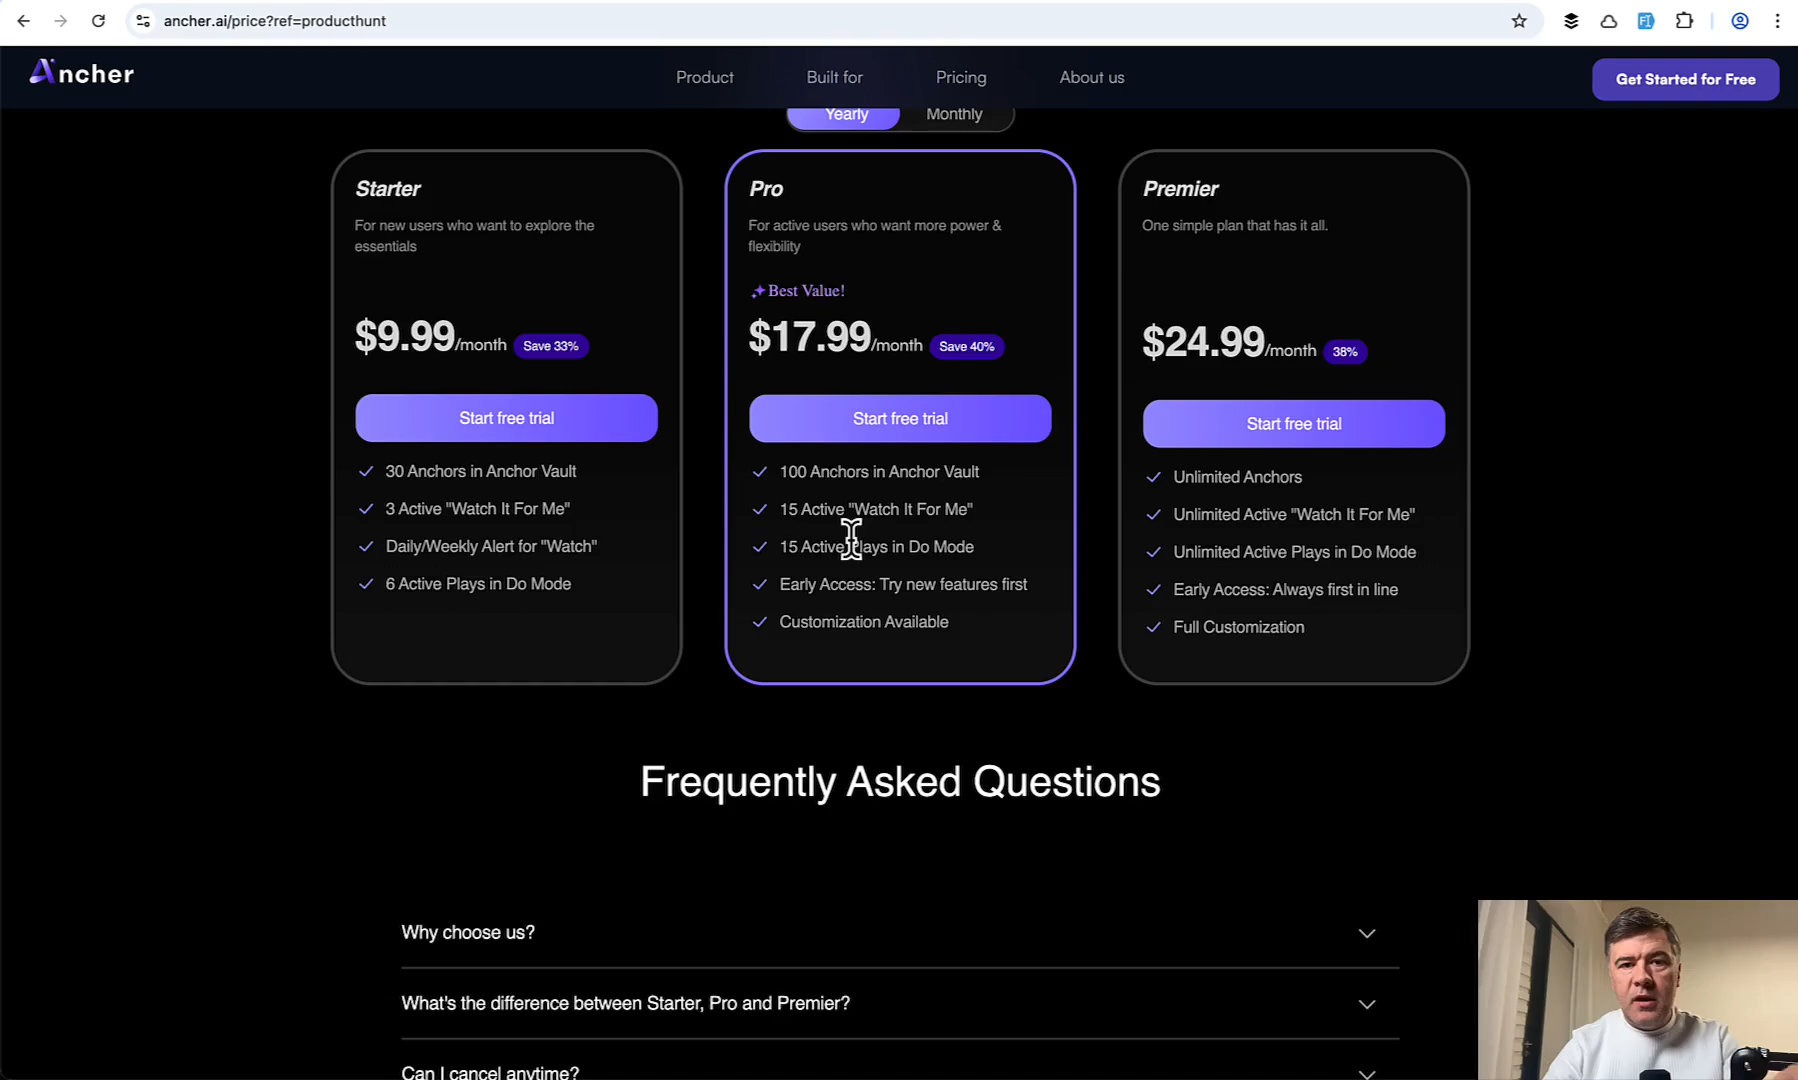 ancher.ai/price?ref=producthunt
Ancher
Product
Built for
Pricing
About us
Get Started for Free
Yearly
Monthly
Starter
For new users who want to explore the
essentials
$9.99/month
Save 33%
Start free trial
30 Anchors in Anchor Vault
3 Active "Watch It For Me"
Daily/Weekly Alert for "Watch"
6 Active Plays in Do Mode
Pro
For active users who want more power &
flexibility
Best Value!
$17.99/month
Save 40%
Start free trial
100 Anchors in Anchor Vault
15 Active "Watch It For Me"
15 Active Plays in Do Mode
Early Access: Try new features first
Customization Available
Premier
One simple plan that has it all.
$24.99/month
38%
Start free trial
Unlimited Anchors
Unlimited Active "Watch It For Me"
Unlimited Active Plays in Do Mode
Early Access: Always first in line
Full Customization
Frequently Asked Questions
Why choose us?
What's the difference between Starter, Pro and Premier?
Can I cancel anytime?